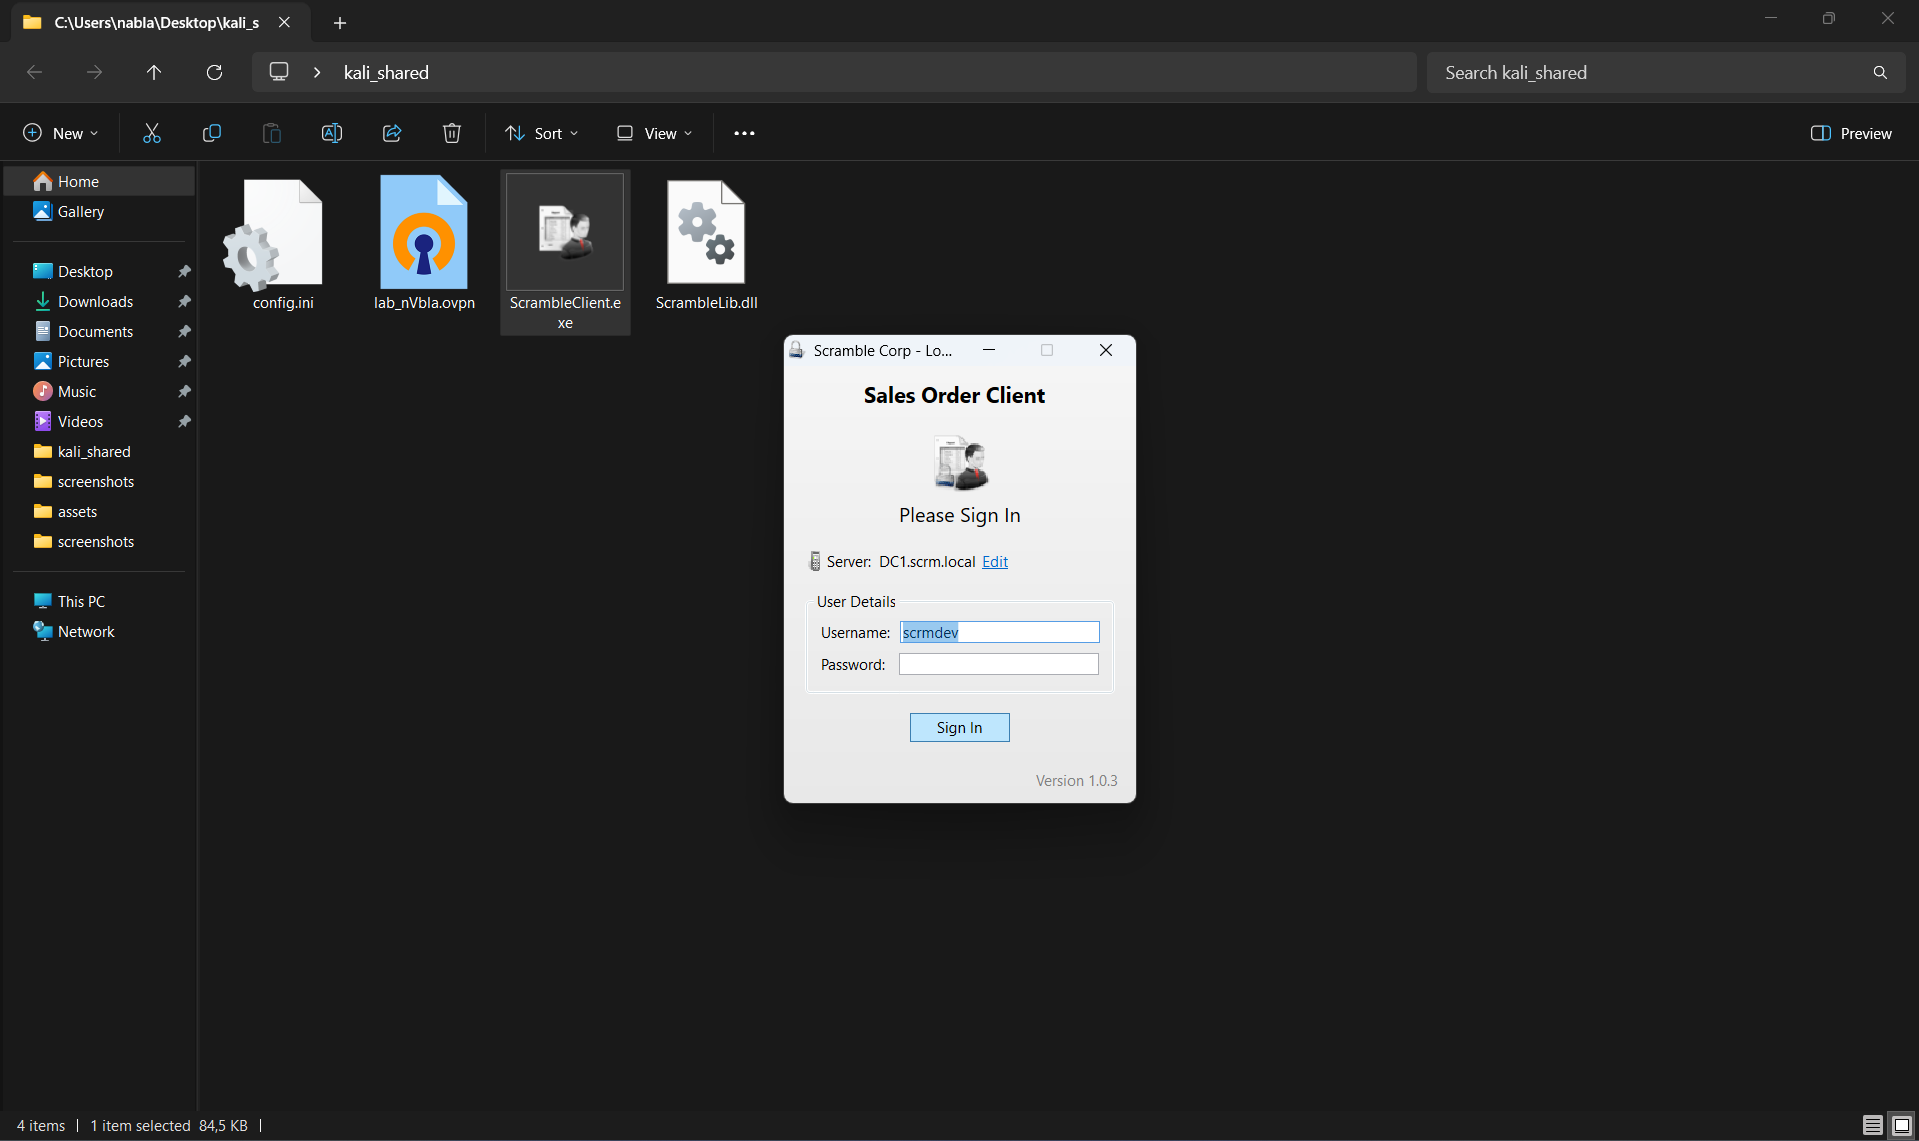 C:\Users\nabla\Desktop\kali_s
kali_shared
Search kali_shared
New
Sort
View
Preview
Home
Gallery
Desktop
Downloads
Documents
Pictures
Music
Videos
kali_shared
screenshots
assets
screenshots
This PC
Network
config.ini
lab_nVbla.ovpn
ScrambleClient.e
xe
ScrambleLib.dll
Scramble Corp - Lo...
Sales Order Client
Please Sign In
Server: DC1.scrm.local Edit
User Details
Username: scrmdev
Password:
Sign In
Version 1.0.3
4 items
1 item selected 84,5 KB